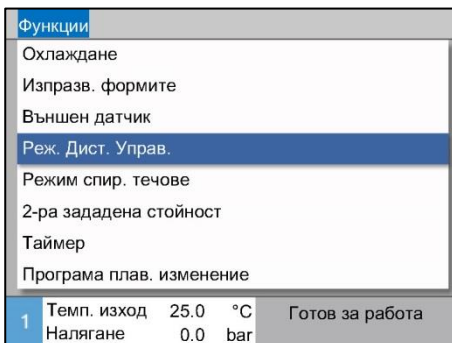 Функции
Охлаждане
Изпразв. формите
Външен датчик
Реж. Дист. Управ.
Режим спир. течове
2-ра зададена стойност
Таймер
Програма плав. изменение
1 Темп. изход 25.0 °C Готов за работа
Налягане 0.0 bar